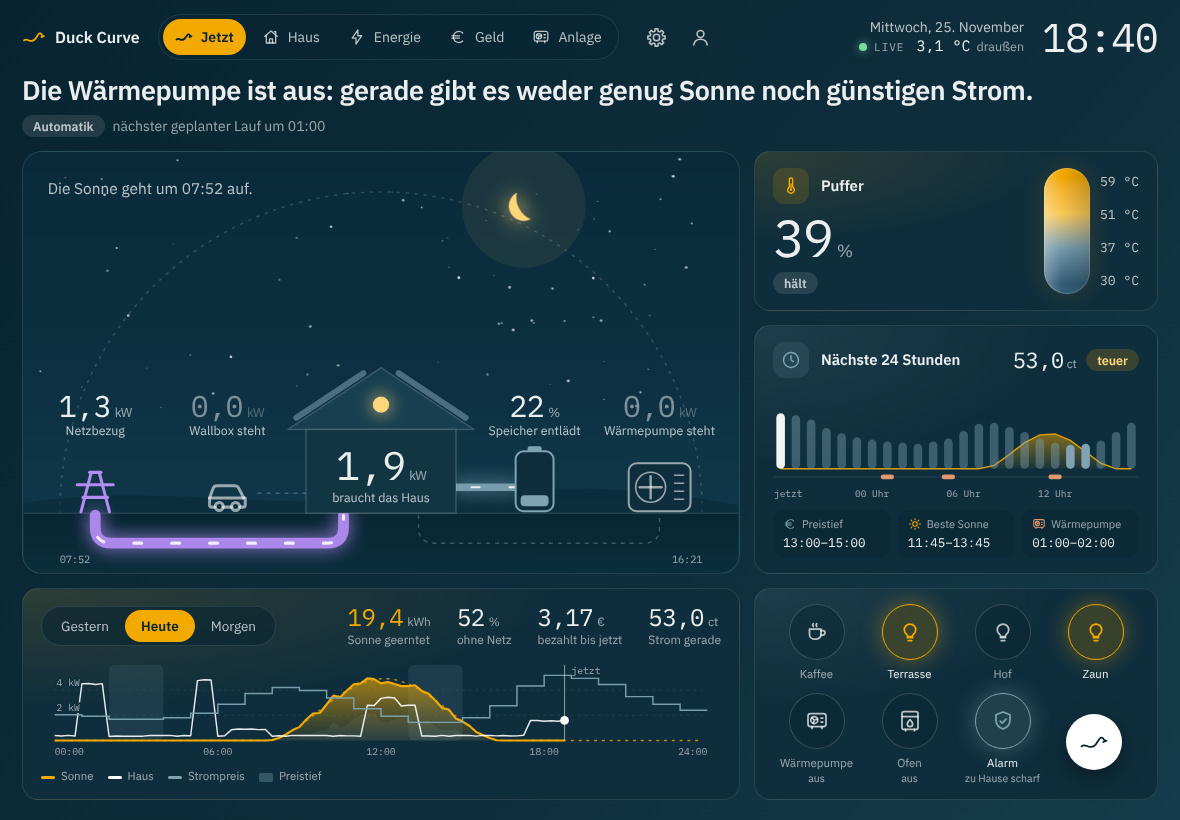 Duck Curve
Jetzt
Haus
Energie
Geld
Anlage
Mittwoch, 25. November
LIVE 3,1 °C draußen
18:40
Die Wärmepumpe ist aus: gerade gibt es weder genug Sonne noch günstigen Strom.
Automatik nächster geplanter Lauf um 01:00
Die Sonne geht um 07:52 auf.
1,3 kW
Netzbezug
0,0 kW
Wallbox steht
22 %
Speicher entlädt
0,0 kW
Wärmepumpe steht
1,9 kW
braucht das Haus
07:52
16:21
Puffer
39 %
hält
59 °C
51 °C
37 °C
30 °C
Nächste 24 Stunden
53,0 ct
teuer
jetzt
00 Uhr
06 Uhr
12 Uhr
Preistief
13:00–15:00
Beste Sonne
11:45–13:45
Wärmepumpe
01:00–02:00
Gestern
Heute
Morgen
19,4 kWh
Sonne geerntet
52 %
ohne Netz
3,17 €
bezahlt bis jetzt
53,0 ct
Strom gerade
jetzt
4 kW
2 kW
00:00
06:00
12:00
18:00
24:00
Sonne
Haus
Strompreis
Preistief
Kaffee
Terrasse
Hof
Zaun
Wärmepumpe
aus
Ofen
aus
Alarm
zu Hause scharf